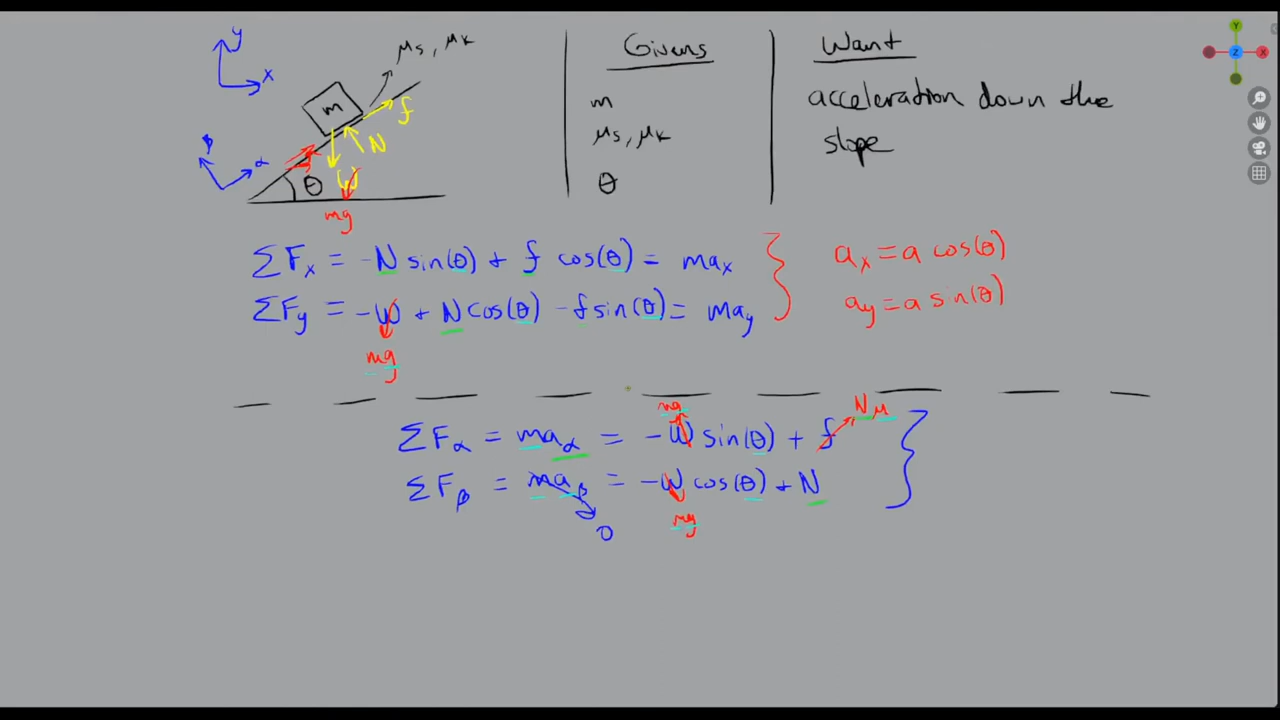 y
x
μs, μk
m
f
N
β
α
θ
W
mg
Givens
m
μs, μk
θ
Want
acceleration down the
slope
ΣFx = -N sin(θ) + f cos(θ) = max
ΣFy = -W + N cos(θ) - f sin(θ) = may
mg
ax = a cos(θ)
ay = a sin(θ)
mg
Nμ
ΣFα = maα = -W sin(θ) + f
ΣFβ = maβ = -W cos(θ) + N
0
mg
Y
Z
X